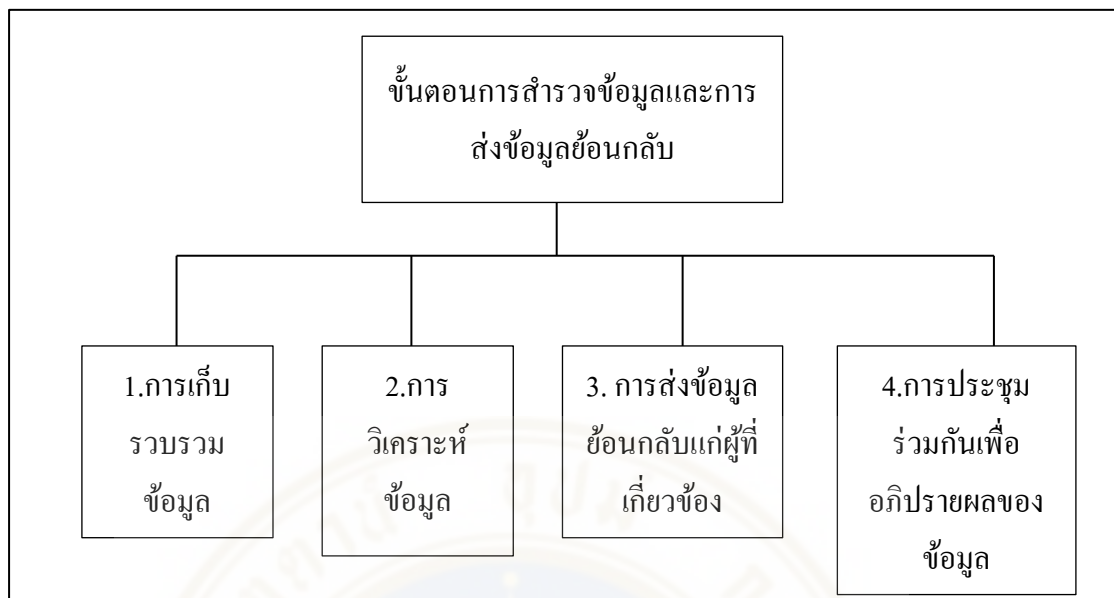 ขั้นตอนการสำรวจข้อมูลและการ
ส่งข้อมูลย้อนกลับ
1.การเก็บ
รวบรวม
ข้อมูล
2.การ
วิเคราะห์
ข้อมูล
3. การส่งข้อมูล
ย้อนกลับแก่ผู้ที่
เกี่ยวข้อง
4.การประชุม
ร่วมกันเพื่อ
อภิปรายผลของ
ข้อมูล